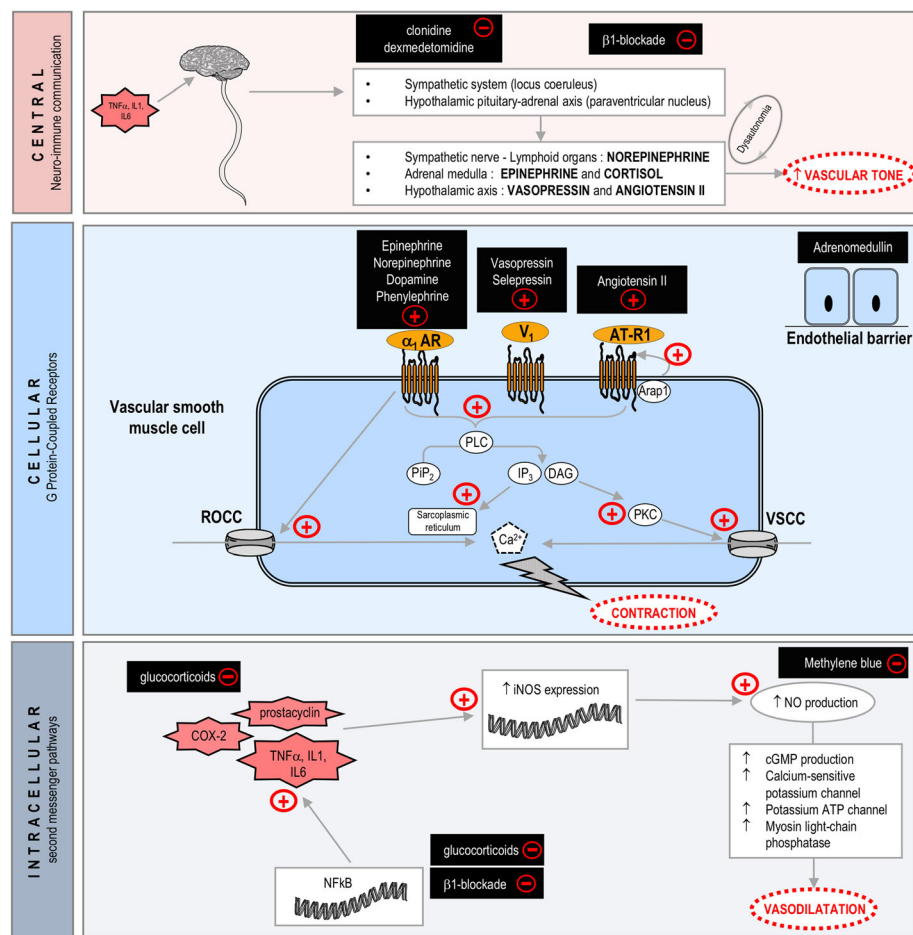 CENTRAL
Neuro-immune communication
TNFα, IL1,
IL6
clonidine
dexmedetomidine
β1-blockade
• Sympathetic system (locus coeruleus)
• Hypothalamic pituitary-adrenal axis (paraventricular nucleus)
Dysautonomia
• Sympathetic nerve - Lymphoid organs : NOREPINEPHRINE
• Adrenal medulla : EPINEPHRINE and CORTISOL
• Hypothalamic axis : VASOPRESSIN and ANGIOTENSIN II
↑ VASCULAR TONE
CELLULAR
G Protein-Coupled Receptors
Epinephrine
Norepinephrine
Dopamine
Phenylephrine
+
Vasopressin
Selepressin
+
Angiotensin II
+
Adrenomedullin
Endothelial barrier
α1 AR
V1
AT-R1
+
Arap1
Vascular smooth
muscle cell
+
PLC
PiP2
IP3
DAG
+
Sarcoplasmic
reticulum
+
PKC
+
ROCC
+
VSCC
Ca2+
CONTRACTION
INTRACELLULAR
second messenger pathways
glucocorticoids
prostacyclin
COX-2
TNFα, IL1,
IL6
+
+
↑ iNOS expression
Methylene blue
+
↑ NO production
↑ cGMP production
↑ Calcium-sensitive
potassium channel
↑ Potassium ATP channel
↑ Myosin light-chain
phosphatase
VASODILATATION
NFkB
glucocorticoids
β1-blockade